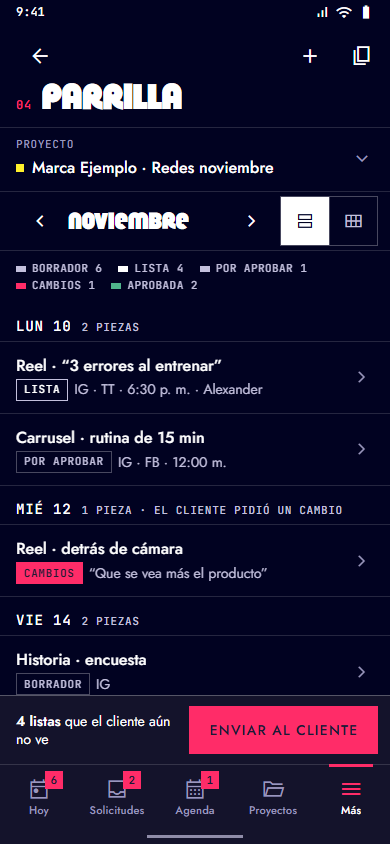 9:41
04 PARRILLA
PROYECTO
Marca Ejemplo · Redes noviembre
noviembre
BORRADOR 6 LISTA 4 POR APROBAR 1
CAMBIOS 1 APROBADA 2
LUN 10 2 PIEZAS
Reel · “3 errores al entrenar”
LISTA IG · TT · 6:30 p. m. · Alexander
Carrusel · rutina de 15 min
POR APROBAR IG · FB · 12:00 m.
MIÉ 12 1 PIEZA · EL CLIENTE PIDIÓ UN CAMBIO
Reel · detrás de cámara
CAMBIOS “Que se vea más el producto”
VIE 14 2 PIEZAS
Historia · encuesta
BORRADOR IG
4 listas que el cliente aún
no ve
ENVIAR AL CLIENTE
6 2 1
Hoy Solicitudes Agenda Proyectos Más